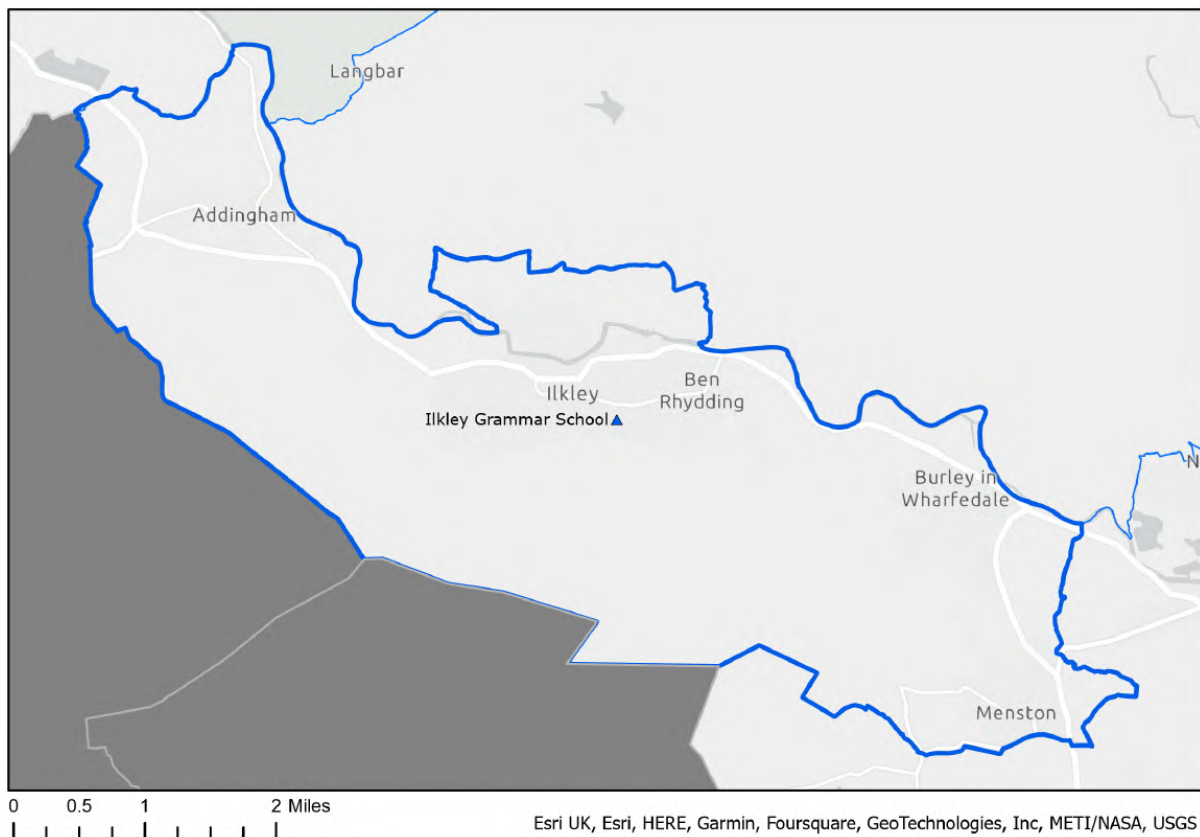 Langbar
Addingham
Ilkley
Ben
Rhydding
Ilkley Grammar School
Burley in
Wharfedale
N
Menston
0 0.5 1 2 Miles
Esri UK, Esri, HERE, Garmin, Foursquare, GeoTechnologies, Inc, METI/NASA, USGS